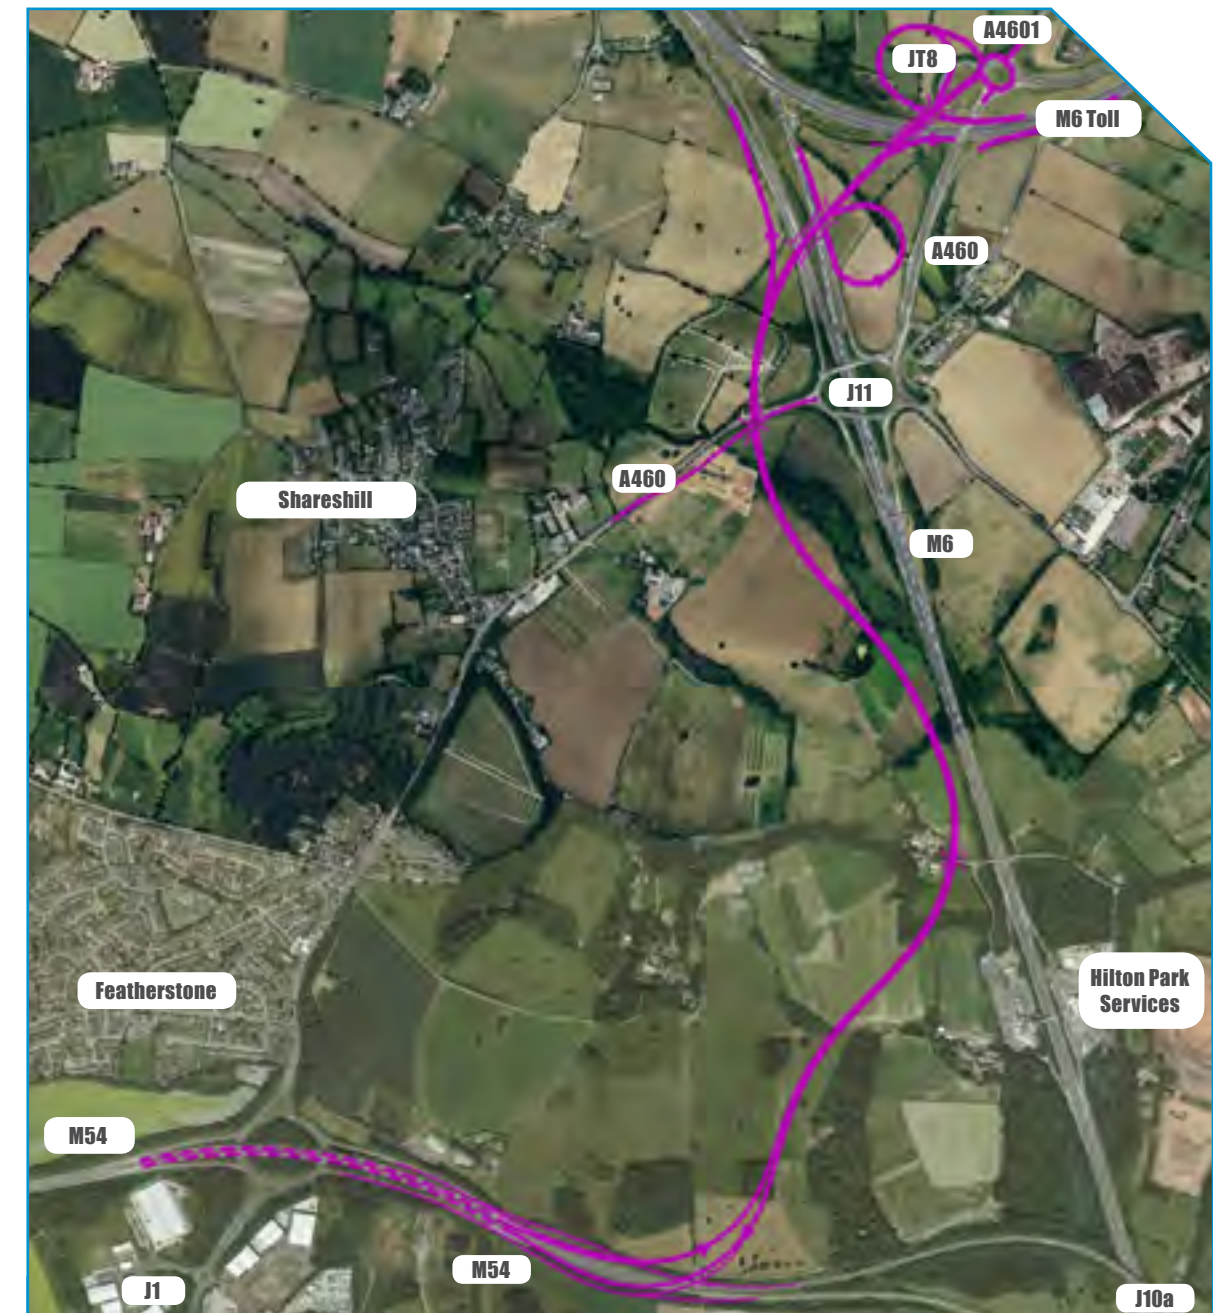 A4601
JT8
M6 Toll
A460
J11
A460
Shareshill
M6
Featherstone
Hilton Park
Services
M54
M54
J1
J10a